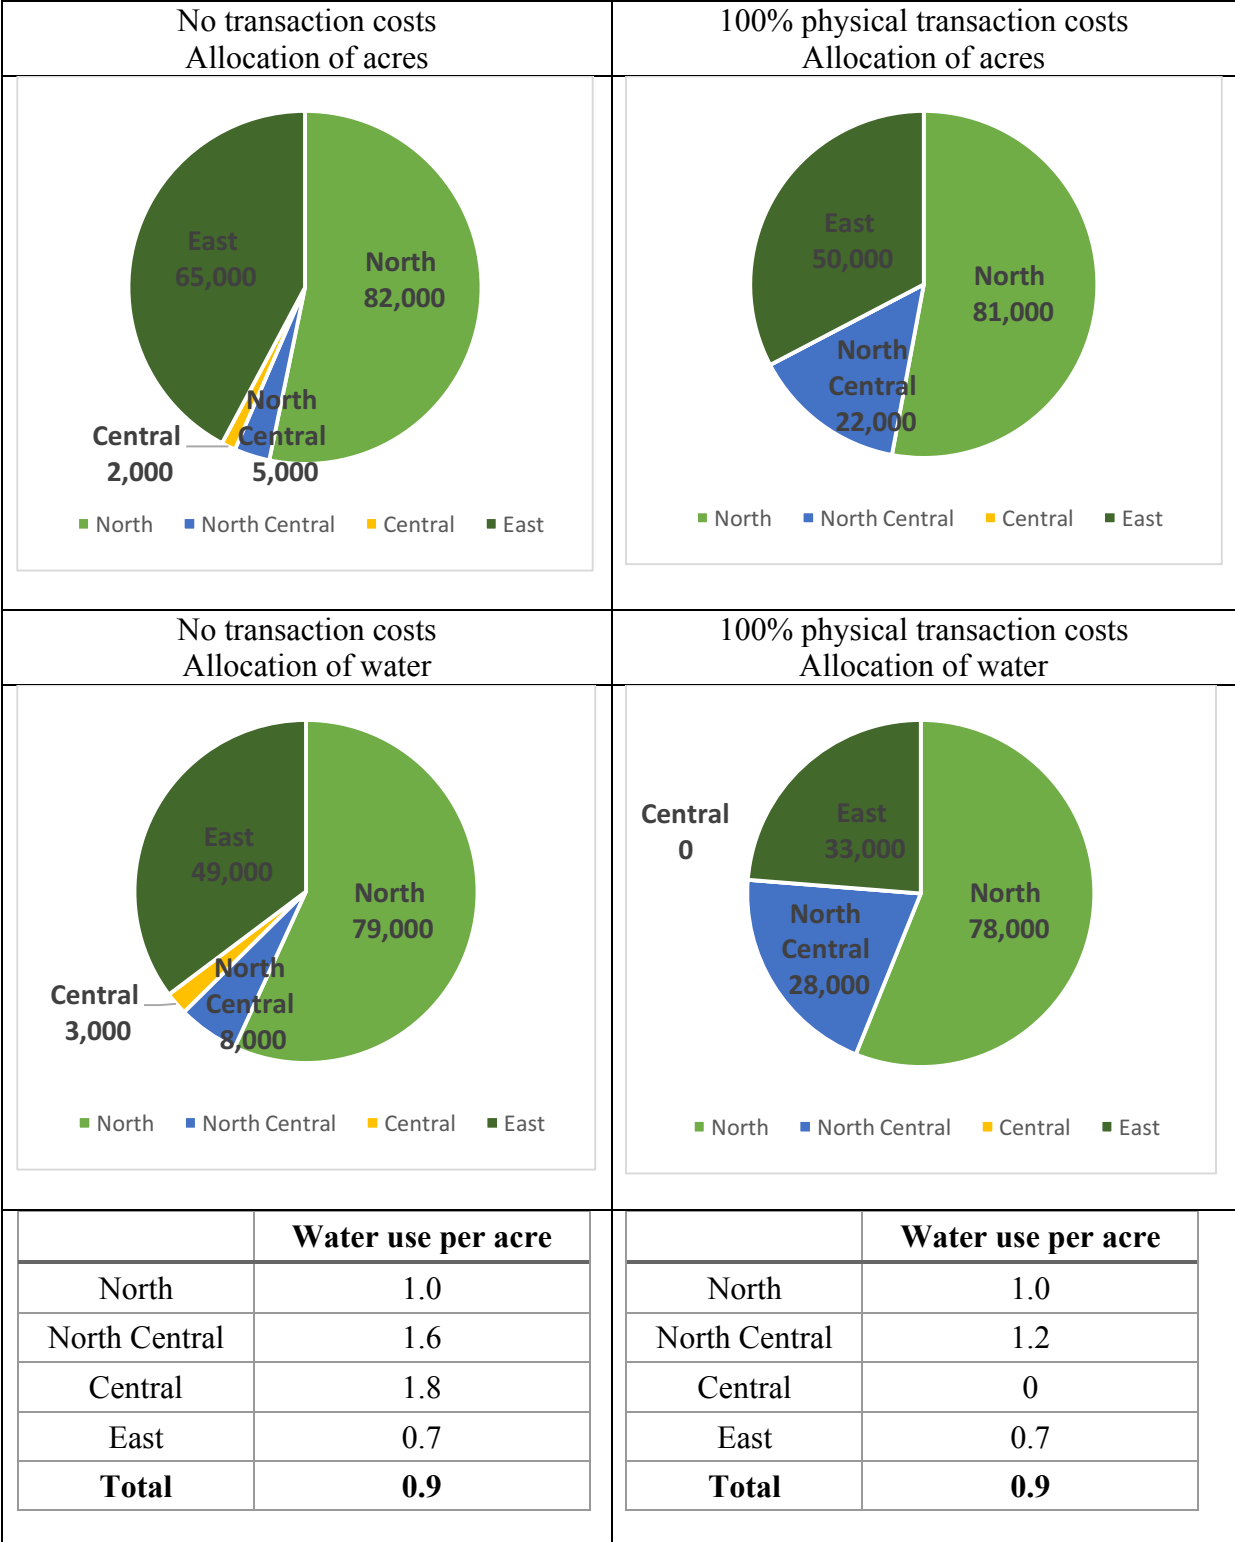 No transaction costs
Allocation of acres
100% physical transaction costs
Allocation of acres
East
65,000
North
82,000
North
Central
5,000
Central
2,000
North North Central Central East
East
50,000
North
81,000
North
Central
22,000
North North Central Central East
No transaction costs
Allocation of water
100% physical transaction costs
Allocation of water
East
49,000
North
79,000
North
Central
8,000
Central
3,000
North North Central Central East
Central
0
East
33,000
North
78,000
North
Central
28,000
North North Central Central East
Water use per acre
North 1.0
North Central 1.6
Central 1.8
East 0.7
Total 0.9
Water use per acre
North 1.0
North Central 1.2
Central 0
East 0.7
Total 0.9